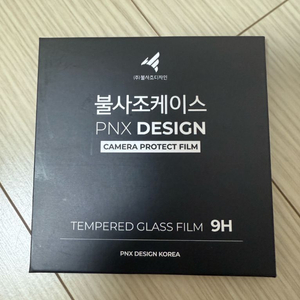 (주)불사조디자인
불사조케이스
PNX DESIGN
CAMERA PROTECT FILM
TEMPERED GLASS FILM 9H
PNX DESIGN KOREA